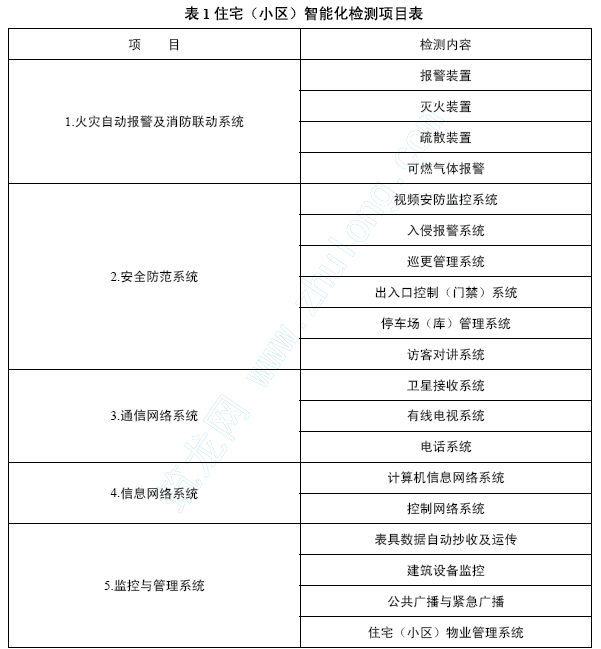 表1住宅（小区）智能化检测项目表
项 目 检测内容
1.火灾自动报警及消防联动系统
报警装置
灭火装置
疏散装置
可燃气体报警
2.安全防范系统
视频安防监控系统
入侵报警系统
巡更管理系统
出入口控制（门禁）系统
停车场（库）管理系统
访客对讲系统
3.通信网络系统
卫星接收系统
有线电视系统
电话系统
4.信息网络系统
计算机信息网络系统
控制网络系统
5.监控与管理系统
表具数据自动抄收及运传
建筑设备监控
公共广播与紧急广播
住宅（小区）物业管理系统
筑龙网 www.zhulong.com